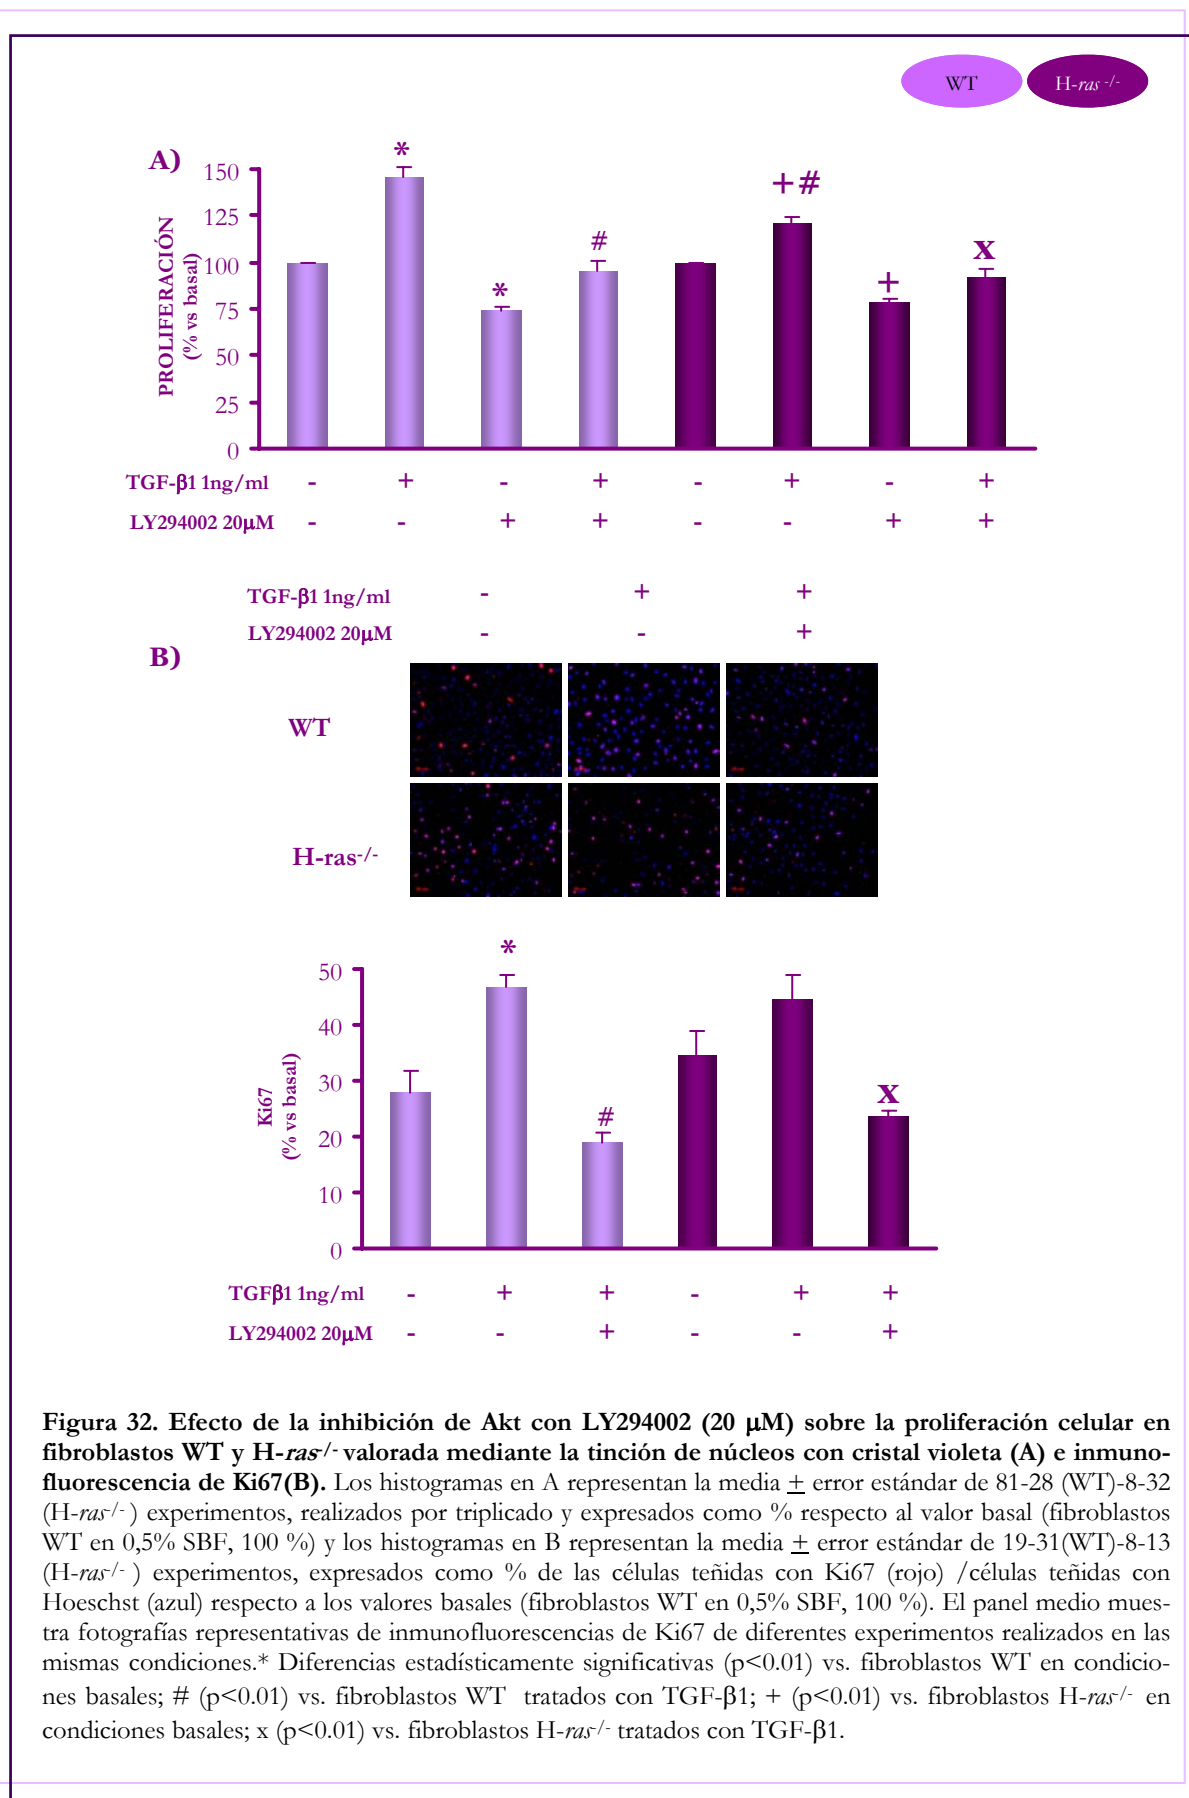 WT H-ras -/-
A)
* * # +# + x
PROLIFERACIÓN
(% vs basal)
150
125
100
75
50
25
0
TGF-β1 1ng/ml - + - + - + - +
LY294002 20µM - - + + - - + +
TGF-β1 1ng/ml - + +
LY294002 20µM - - +
B)
WT
H-ras-/-
* # x
Ki67
(% vs basal)
50
40
30
20
10
0
TGFβ1 1ng/ml - + + - + +
LY294002 20µM - - + - - +
Figura 32. Efecto de la inhibición de Akt con LY294002 (20 µM) sobre la proliferación celular en
fibroblastos WT y H-ras-/- valorada mediante la tinción de núcleos con cristal violeta (A) e inmuno-
fluorescencia de Ki67(B). Los histogramas en A representan la media + error estándar de 81-28 (WT)-8-32
(H-ras-/- ) experimentos, realizados por triplicado y expresados como % respecto al valor basal (fibroblastos
WT en 0,5% SBF, 100 %) y los histogramas en B representan la media + error estándar de 19-31(WT)-8-13
(H-ras-/- ) experimentos, expresados como % de las células teñidas con Ki67 (rojo) /células teñidas con
Hoeschst (azul) respecto a los valores basales (fibroblastos WT en 0,5% SBF, 100 %). El panel medio mues-
tra fotografías representativas de inmunofluorescencias de Ki67 de diferentes experimentos realizados en las
mismas condiciones.* Diferencias estadísticamente significativas (p<0.01) vs. fibroblastos WT en condicio-
nes basales; # (p<0.01) vs. fibroblastos WT tratados con TGF-β1; + (p<0.01) vs. fibroblastos H-ras-/- en
condiciones basales; x (p<0.01) vs. fibroblastos H-ras-/- tratados con TGF-β1.